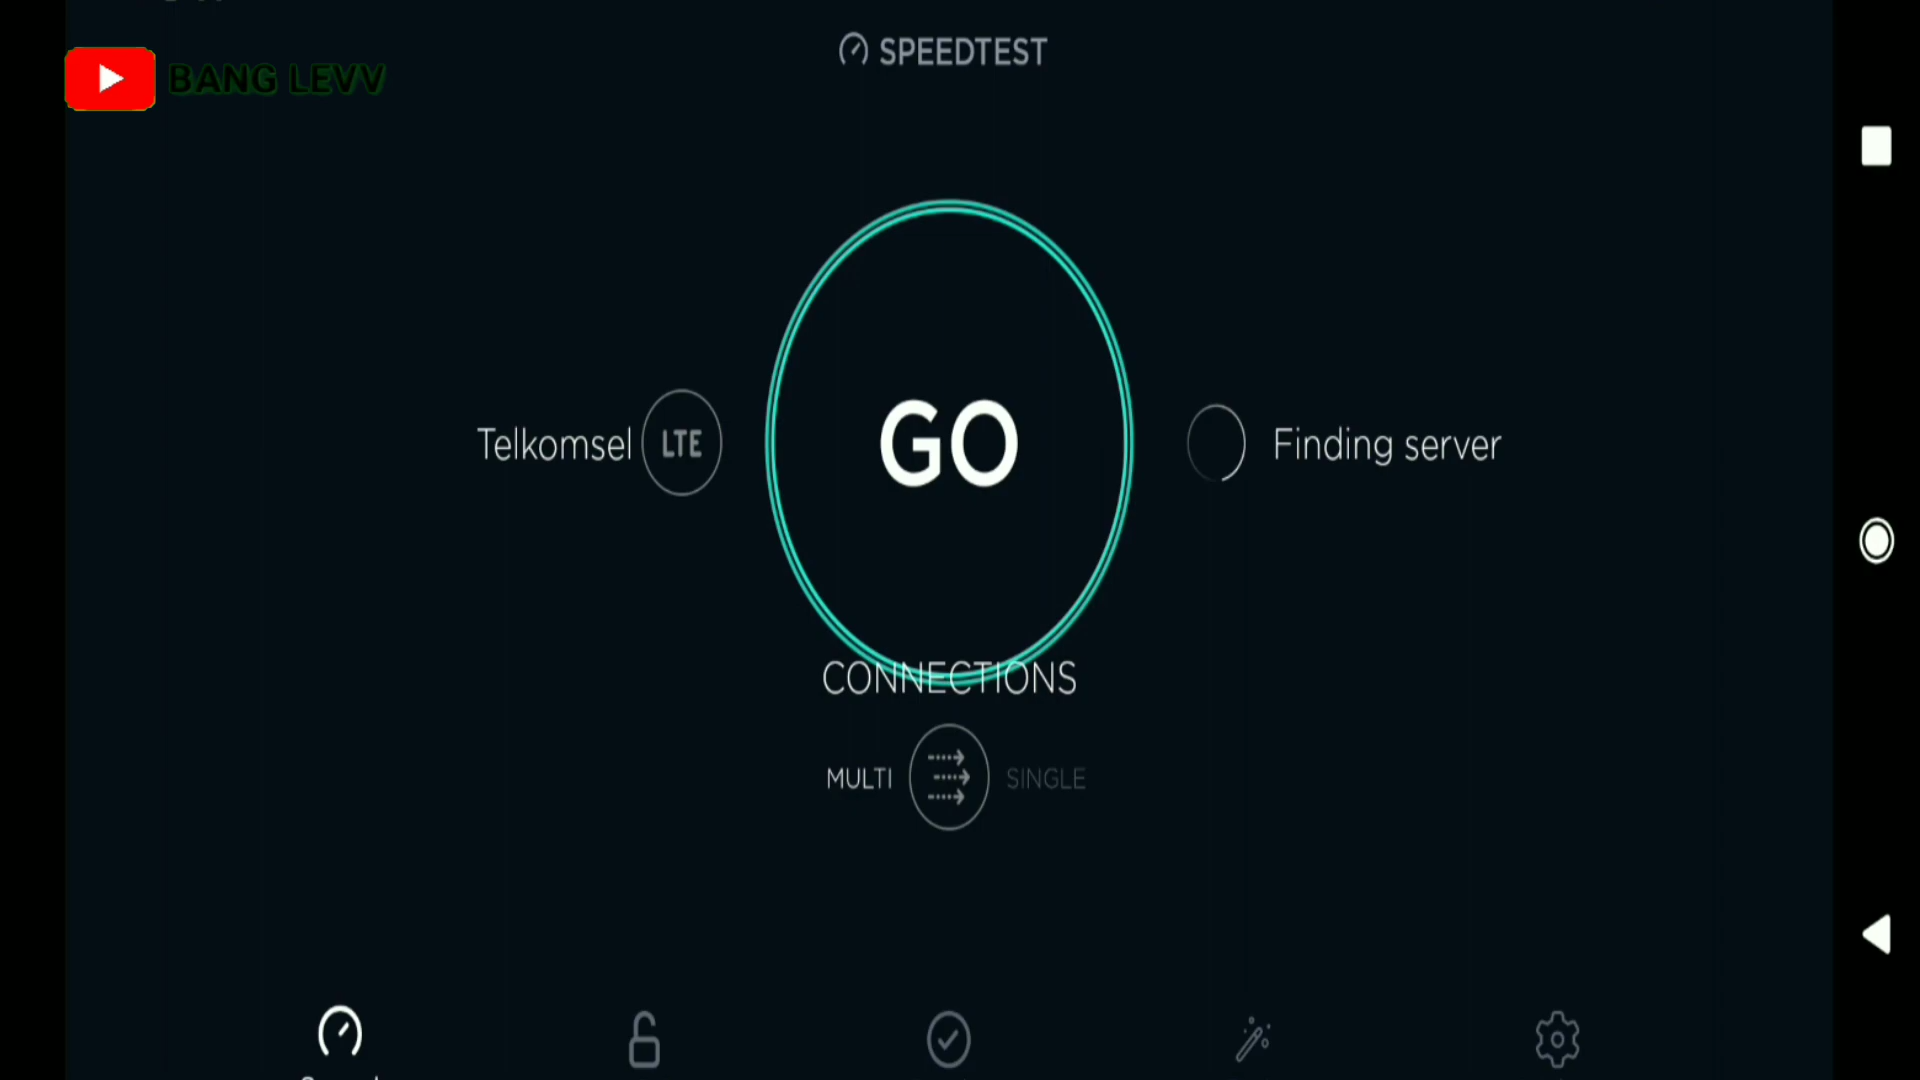 SPEEDTEST
BANG LEVV
Telkomsel
LTE
GO
Finding server
CONNECTIONS
MULTI
SINGLE